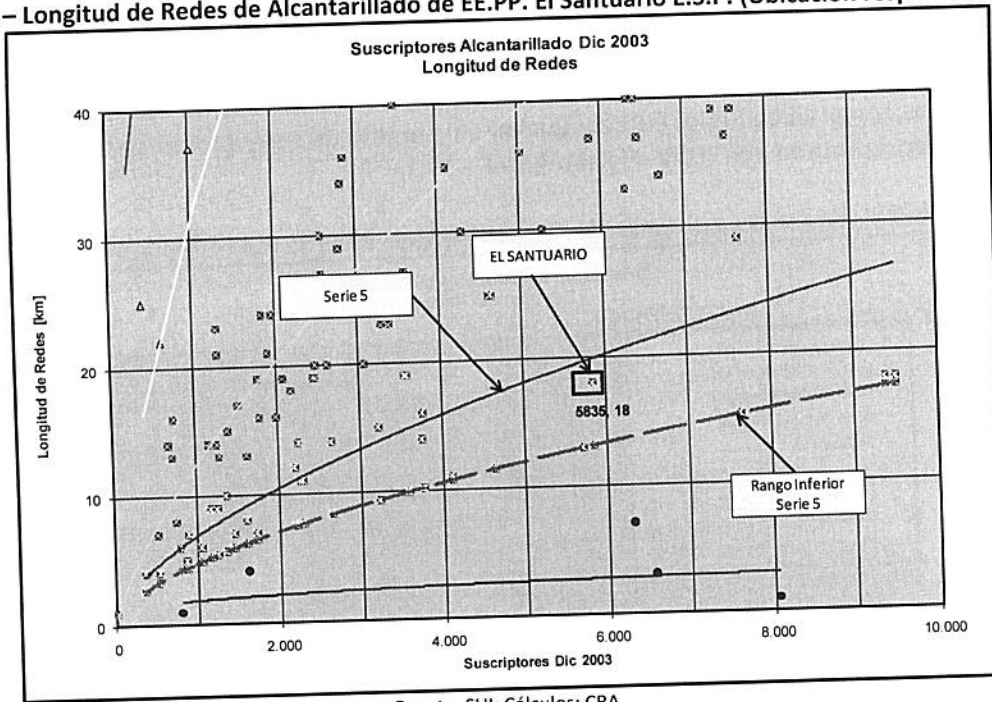 – Longitud de Redes de Alcantarillado de EE.PP. El Santuario E.S.P. (Ubicación
Suscriptores Alcantarillado Dic 2003
Longitud de Redes
Longitud de Redes [km]
40
30
20
10
0
EL SANTUARIO
Serie 5
5835, 18
Rango Inferior
Serie 5
0
2.000
4.000
6.000
8.000
10.000
Suscriptores Dic 2003
SUI; Cálculos: CRA